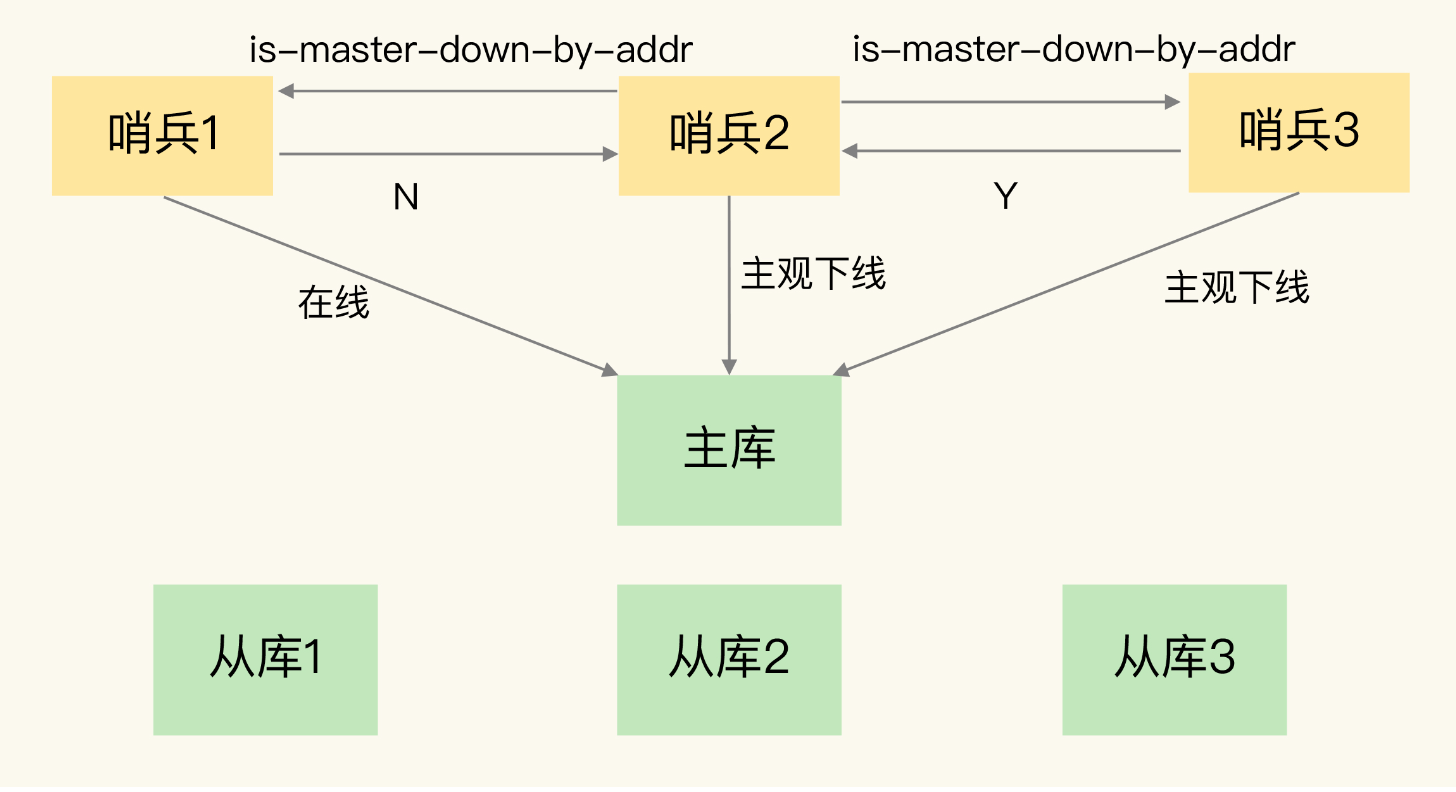 is-master-down-by-addr
is-master-down-by-addr
哨兵1
哨兵2
哨兵3
N
Y
在线
主观下线
主观下线
主库
从库1
从库2
从库3